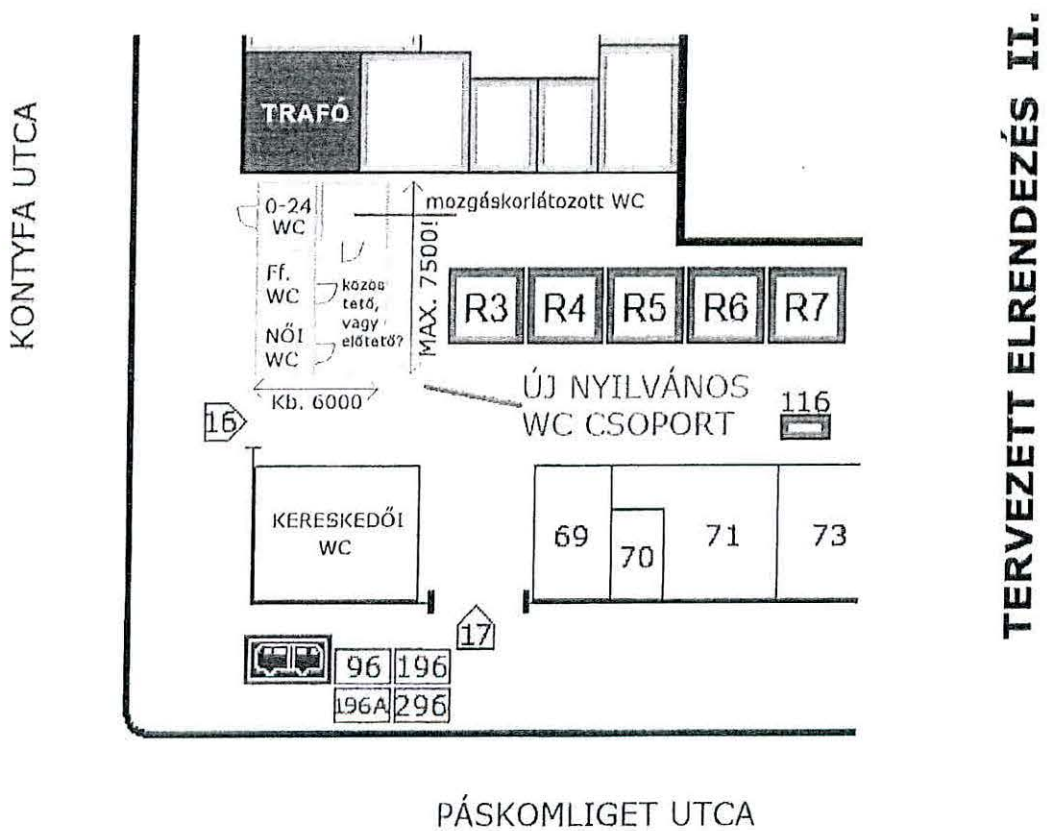 KONTYFA UTCA
TERVEZETT ELRENDEZÉS II.
TRAFÓ
0-24
WC
mozgáskorlátozott WC
MAX. 7500!
Ff.
WC
közös
tető,
vagy
előtető?
NŐI
WC
Kb. 6000
R3 R4 R5 R6 R7
ÚJ NYILVÁNOS
WC CSOPORT
116
16
KERESKEDŐI
WC
69
70
71
73
17
96 196
196A 296
PÁSKOMLIGET UTCA